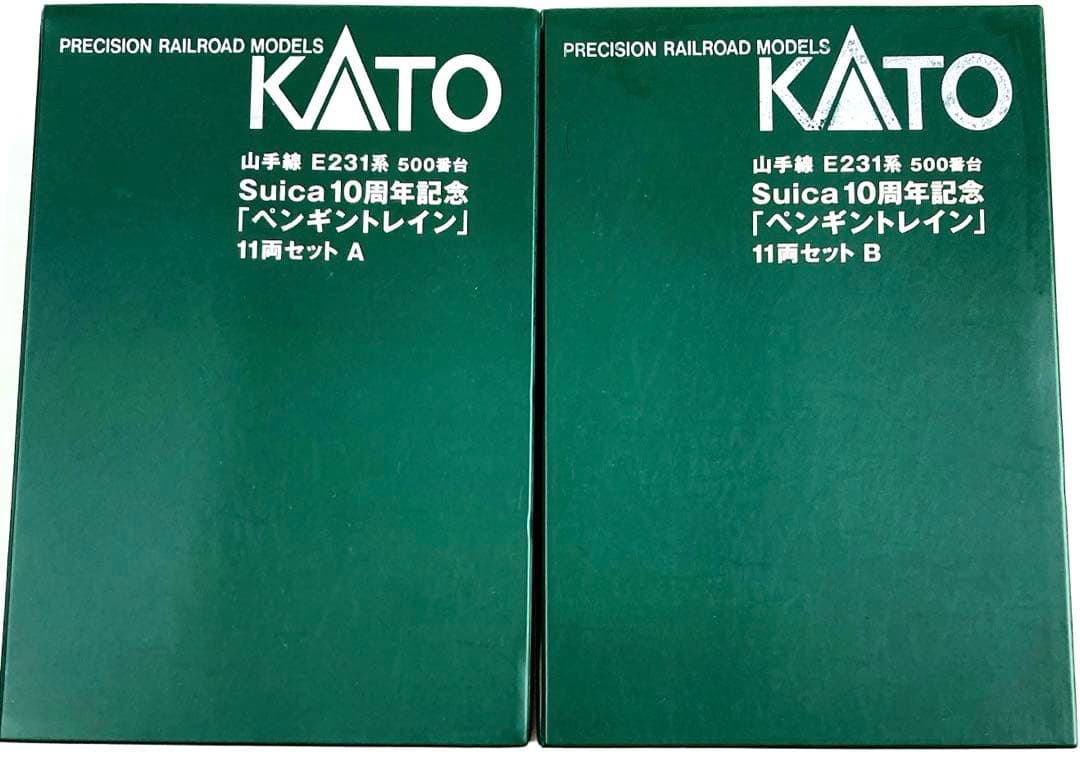 PRECISION RAILROAD MODELS
KATO
山手線 E231系 500番台
Suica10周年記念
「ペンギントレイン」
11両セット A
PRECISION RAILROAD MODELS
KATO
山手線 E231系 500番台
Suica10周年記念
「ペンギントレイン」
11両セット B